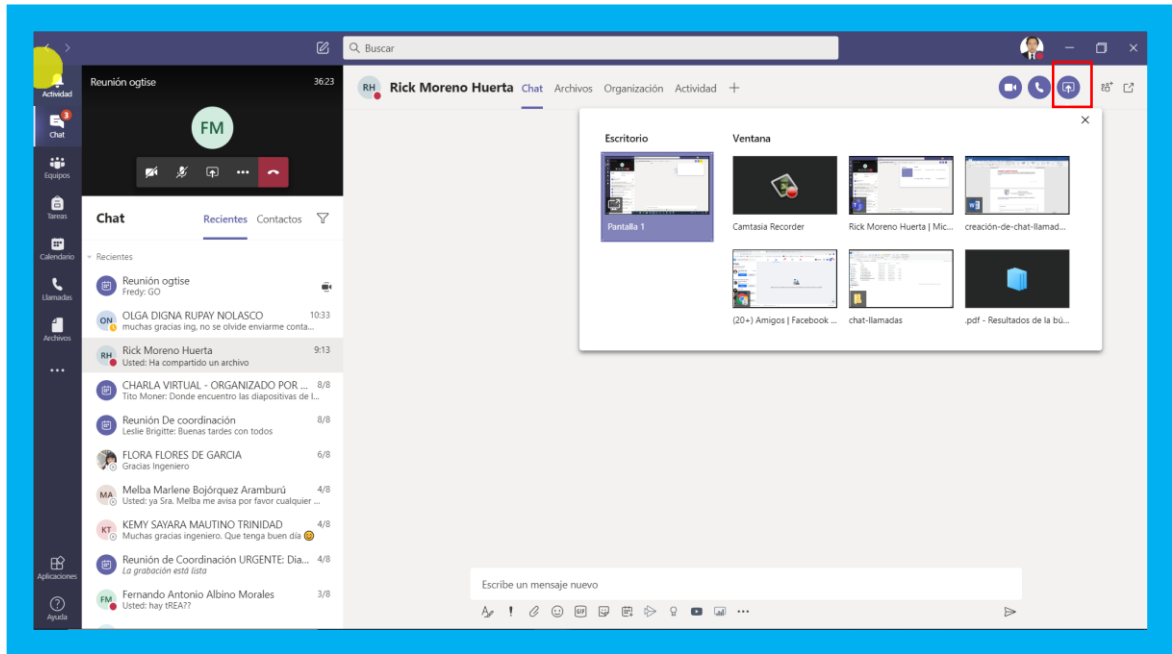 Buscar
Actividad
Chat
3
Equipos
Tareas
Calendario
Llamadas
Archivos
Aplicaciones
Ayuda
Reunión ogtise 36:23
FM
Chat Recientes Contactos
Recientes
Reunión ogtise
Fredy: GO
ON OLGA DIGNA RUPAY NOLASCO 10:33
muchas gracias ing, no se olvide enviarme conta...
RH Rick Moreno Huerta 9:13
Usted: Ha compartido un archivo
CHARLA VIRTUAL - ORGANIZADO POR ... 8/8
Tito Moner: Donde encuentro las diapositivas de l...
Reunión De coordinación 8/8
Leslie Brigitte: Buenas tardes con todos
FLORA FLORES DE GARCIA 6/8
Gracias Ingeniero
MA Melba Marlene Bojórquez Aramburú 4/8
Usted: ya Sra. Melba me avisa por favor cualquier ...
KT KEMY SAYARA MAUTINO TRINIDAD 4/8
Muchas gracias ingeniero. Que tenga buen día
Reunión de Coordinación URGENTE: Dia... 4/8
La grabación está lista
FM Fernando Antonio Albino Morales 3/8
Usted: hay tREA??
RH Rick Moreno Huerta Chat Archivos Organización Actividad
Escritorio Ventana
Pantalla 1 Camtasia Recorder Rick Moreno Huerta | Mic... creación-de-chat-llamad...
(20+) Amigos | Facebook ... chat-llamadas .pdf - Resultados de la bú...
Escribe un mensaje nuevo
GIF